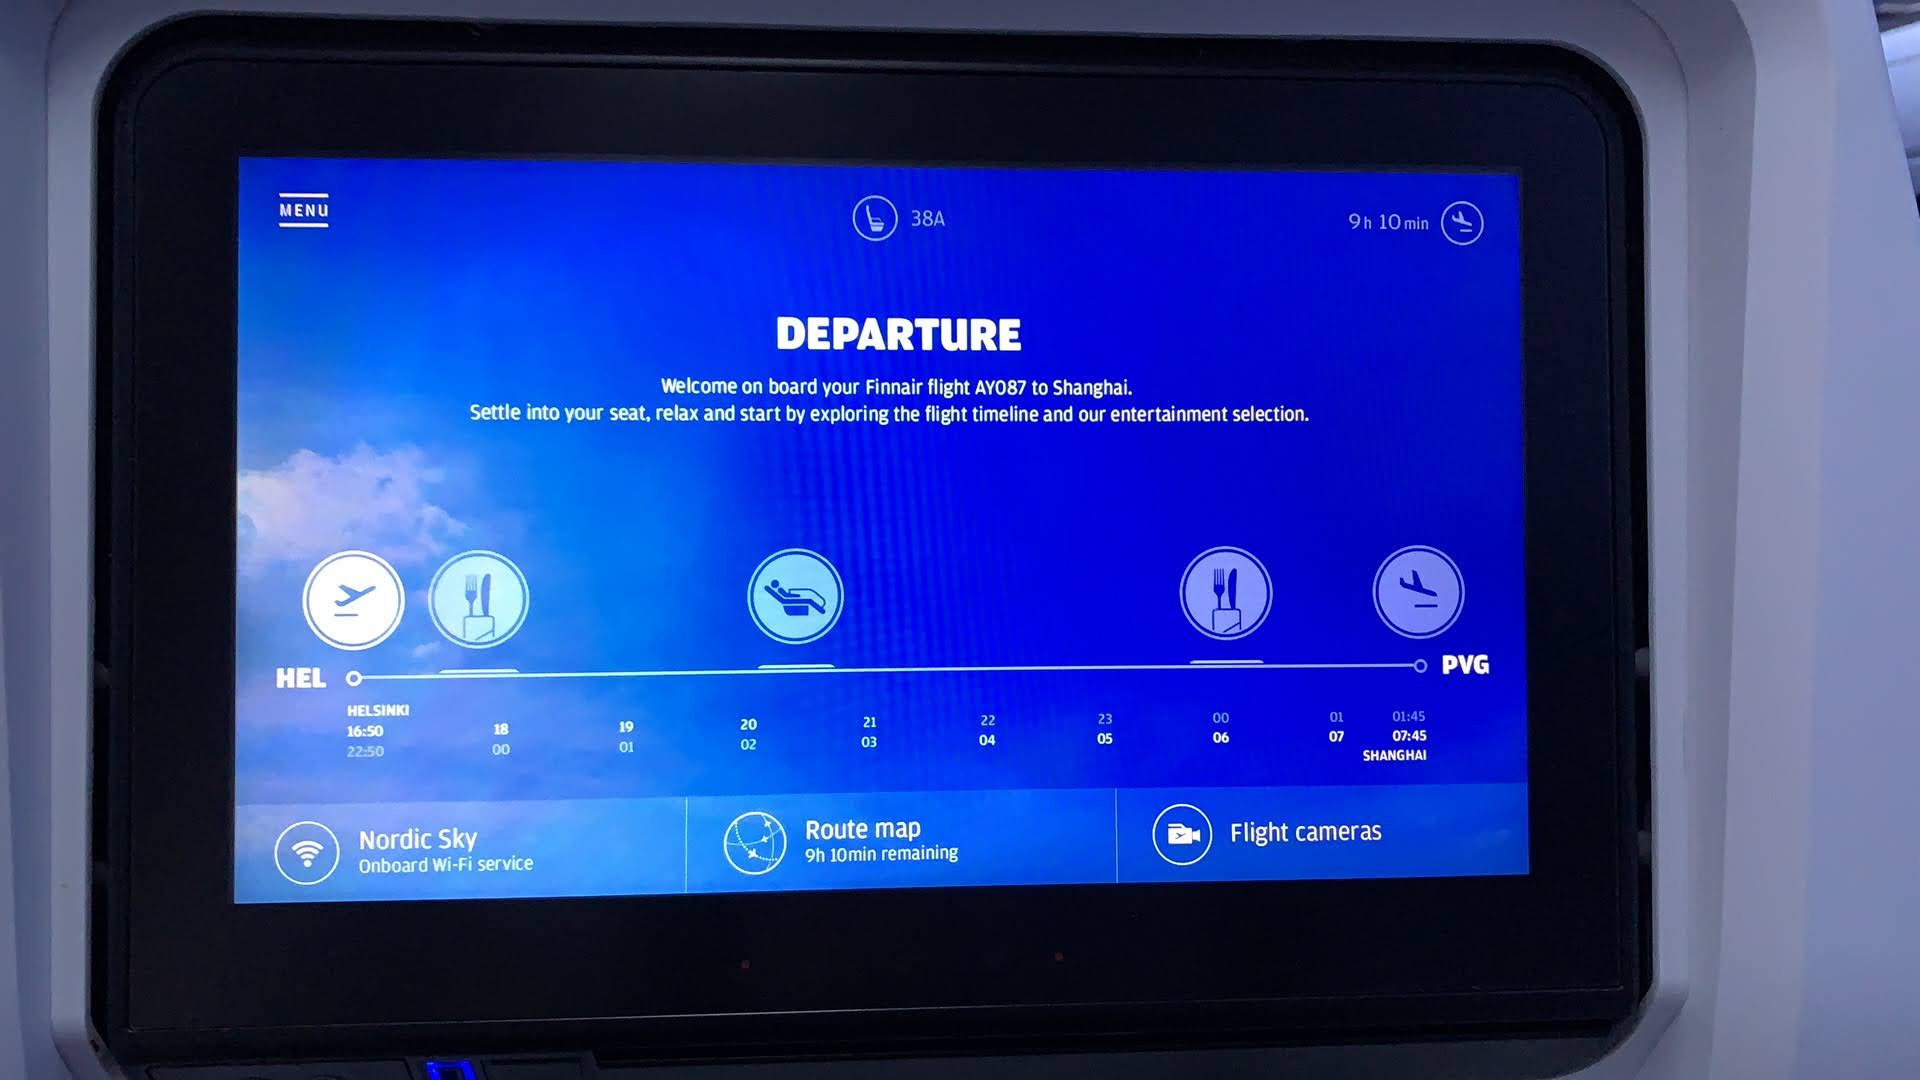 MENU
38A
9h 10min
DEPARTURE
Welcome on board your Finnair flight AY087 to Shanghai.
Settle into your seat, relax and start by exploring the flight timeline and our entertainment selection.
HEL
PVG
HELSINKI
16:50 18 19 20 21 22 23 00 01 01:45
22:50 00 01 02 03 04 05 06 07 07:45
SHANGHAI
Nordic Sky
Onboard Wi-Fi service
Route map
9h 10min remaining
Flight cameras